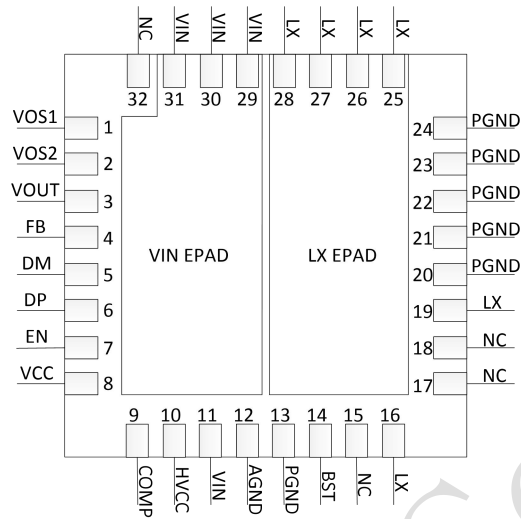 NC VIN VIN VIN LX LX LX LX
32 31 30 29 28 27 26 25
VOS1 1
VOS2 2
VOUT 3
FB 4
DM 5
DP 6
EN 7
VCC 8
VIN EPAD
LX EPAD
24 PGND
23 PGND
22 PGND
21 PGND
20 PGND
19 LX
18 NC
17 NC
9 10 11 12 13 14 15 16
COMP HVCC VIN AGND PGND BST NC LX